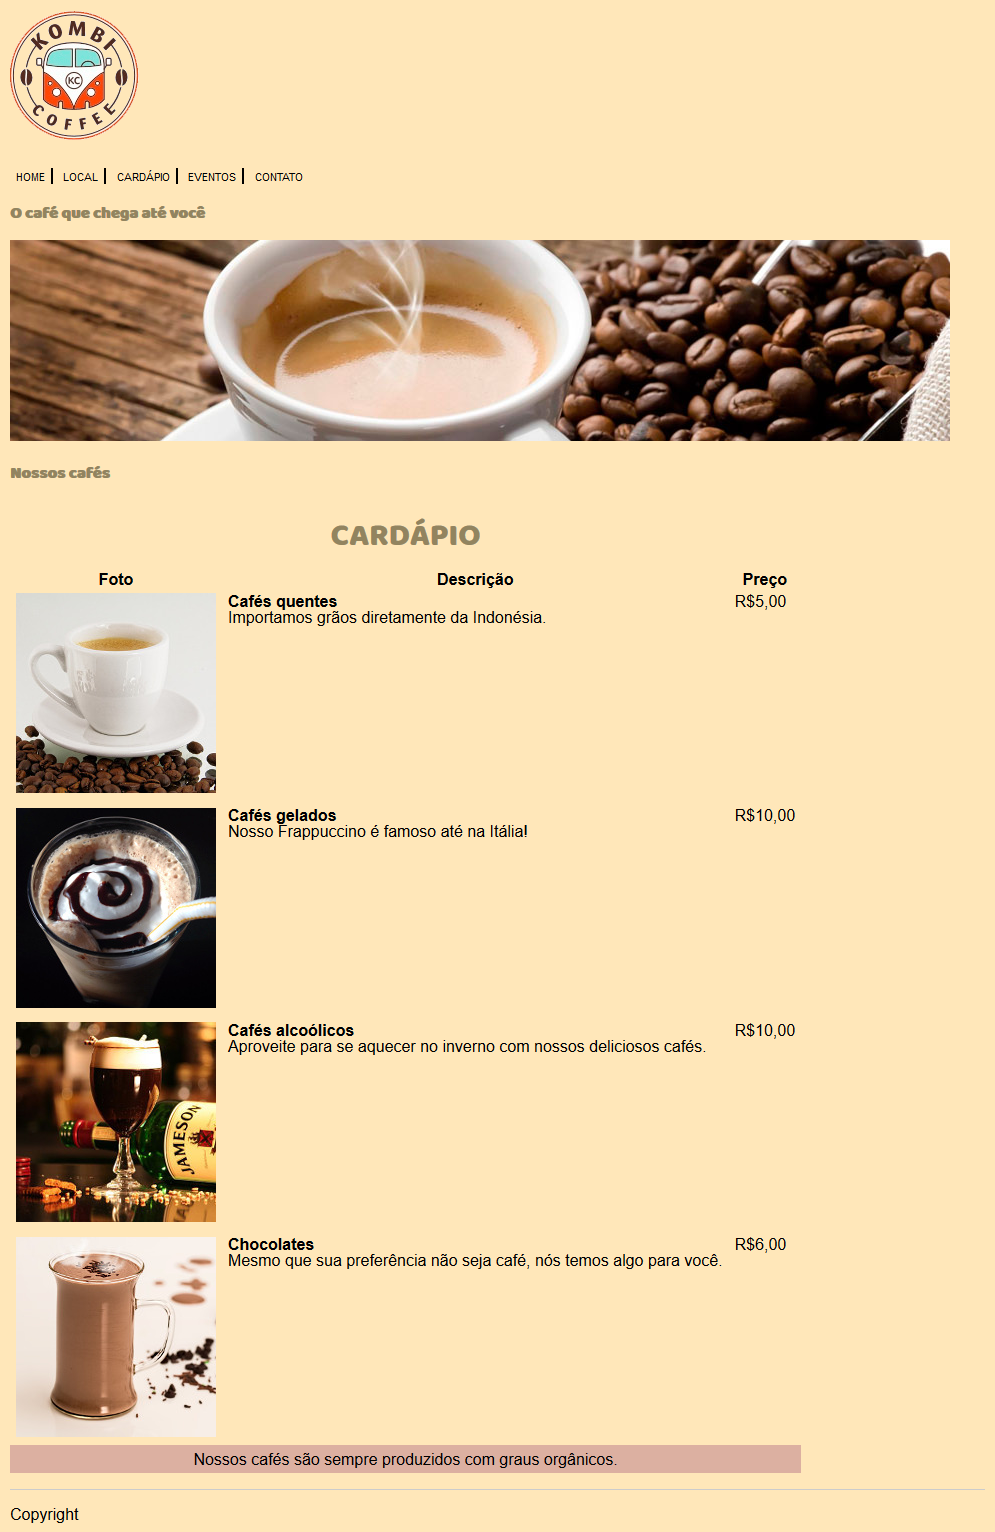 KOMBI
KC
COFFEE
HOME
LOCAL
CARDÁPIO
EVENTOS
CONTATO
O café que chega até você
Nossos cafés
CARDÁPIO
Foto Descrição Preço
Cafés quentes R$5,00
Importamos grãos diretamente da Indonésia.
Cafés gelados R$10,00
Nosso Frappuccino é famoso até na Itália!
Cafés alcoólicos R$10,00
Aproveite para se aquecer no inverno com nossos deliciosos cafés.
JAMESON
Chocolates R$6,00
Mesmo que sua preferência não seja café, nós temos algo para você.
Nossos cafés são sempre produzidos com graus orgânicos.
Copyright